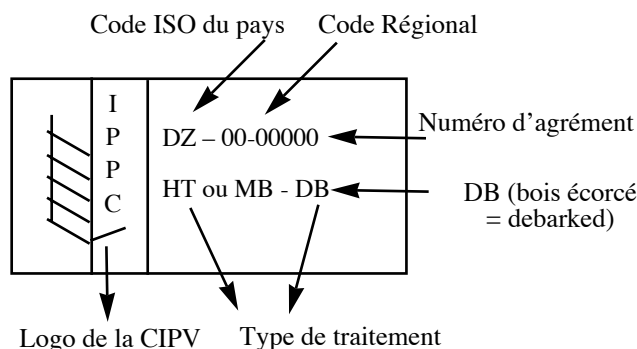 Code ISO du pays
Code Régional
I
P
P
C
DZ – 00-00000
Numéro d’agrément
HT ou MB - DB
DB (bois écorcé
= debarked)
Logo de la CIPV
Type de traitement